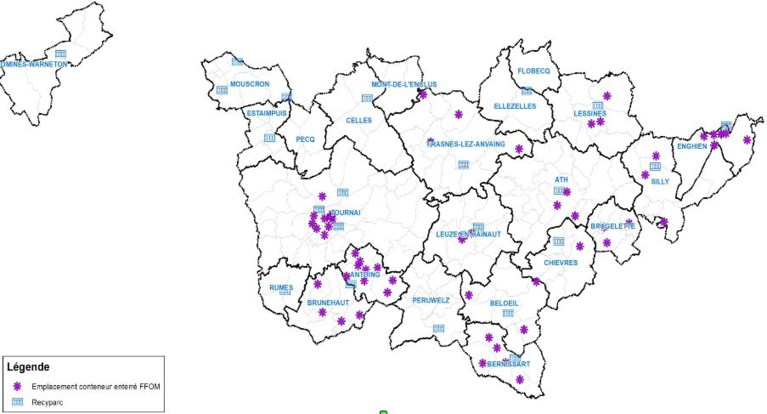 OMINES-WARNETON
MOUSCRON
MONT-DE-L'ENCLUS
FLOBECQ
ELLEZELLES
LESSINES
ESTAIMPUIS
CELLES
PECQ
FRASNES-LEZ-ANVAING
ENGHIEN
ATH
SILLY
TOURNAI
LEUZE-EN-HAINAUT
BRUGELETTE
CHIEVRES
ANTOING
RUMES
BRUNEHAUT
PERUWELZ
BELOEIL
BERNISSART
Légende
Emplacement conteneur enterré FFOM
Recyparc